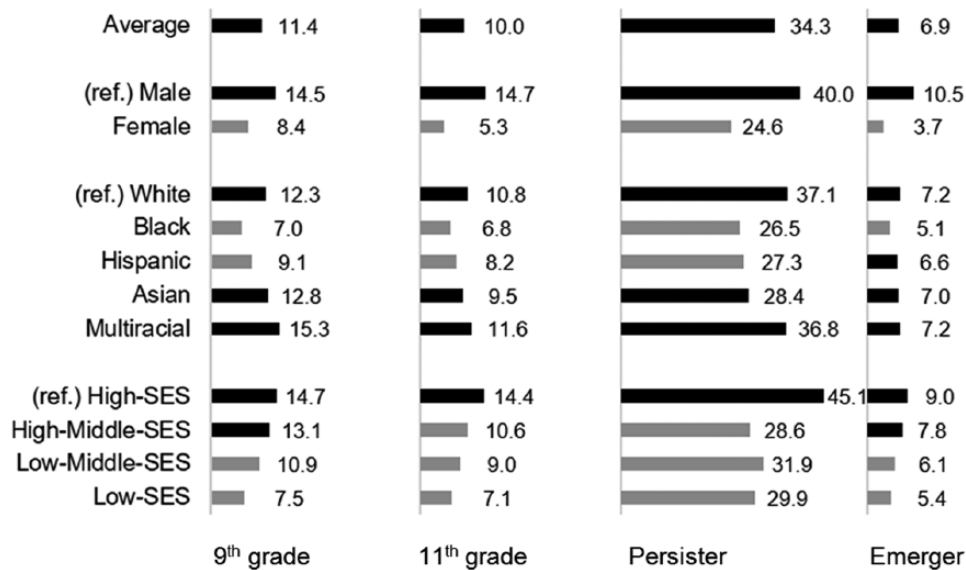 Average 11.4 10.0 34.3 6.9
(ref.) Male 14.5 14.7 40.0 10.5
Female 8.4 5.3 24.6 3.7
(ref.) White 12.3 10.8 37.1 7.2
Black 7.0 6.8 26.5 5.1
Hispanic 9.1 8.2 27.3 6.6
Asian 12.8 9.5 28.4 7.0
Multiracial 15.3 11.6 36.8 7.2
(ref.) High-SES 14.7 14.4 45.1 9.0
High-Middle-SES 13.1 10.6 28.6 7.8
Low-Middle-SES 10.9 9.0 31.9 6.1
Low-SES 7.5 7.1 29.9 5.4
9th grade 11th grade Persister Emerger